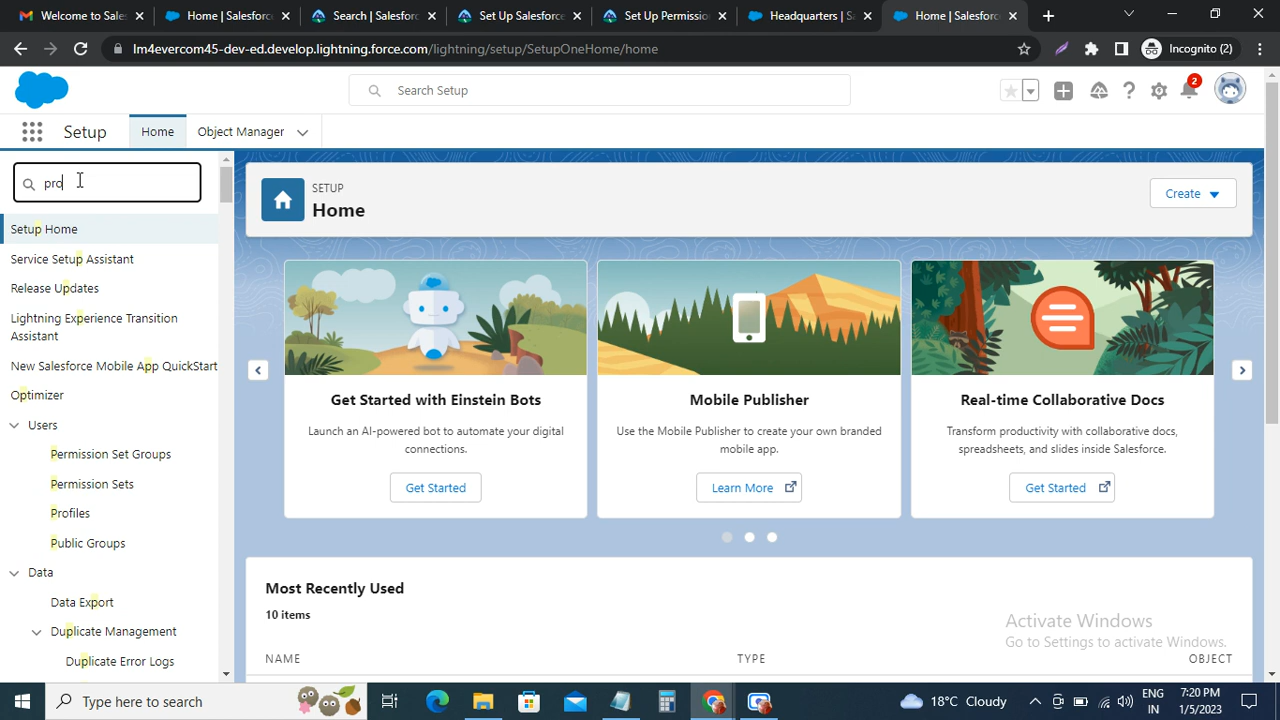 Welcome to Sales
Home | Salesforc
Search | Salesforc
Set Up Salesforce
Set Up Permissio
Headquarters | Sa
Home | Salesforc
lm4evercom45-dev-ed.develop.lightning.force.com/lightning/setup/SetupOneHome/home
Incognito (2)
Search Setup
2
Setup
Home
Object Manager
pro
Setup Home
Service Setup Assistant
Release Updates
Lightning Experience Transition
Assistant
New Salesforce Mobile App QuickStart
Optimizer
Users
Permission Set Groups
Permission Sets
Profiles
Public Groups
Data
Data Export
Duplicate Management
Duplicate Error Logs
SETUP
Home
Create
Get Started with Einstein Bots
Launch an AI-powered bot to automate your digital
connections.
Get Started
Mobile Publisher
Use the Mobile Publisher to create your own branded
mobile app.
Learn More
Real-time Collaborative Docs
Transform productivity with collaborative docs,
spreadsheets, and slides inside Salesforce.
Get Started
Most Recently Used
10 items
NAME
TYPE
OBJECT
Activate Windows
Go to Settings to activate Windows.
Type here to search
18°C Cloudy
ENG
IN
7:20 PM
1/5/2023